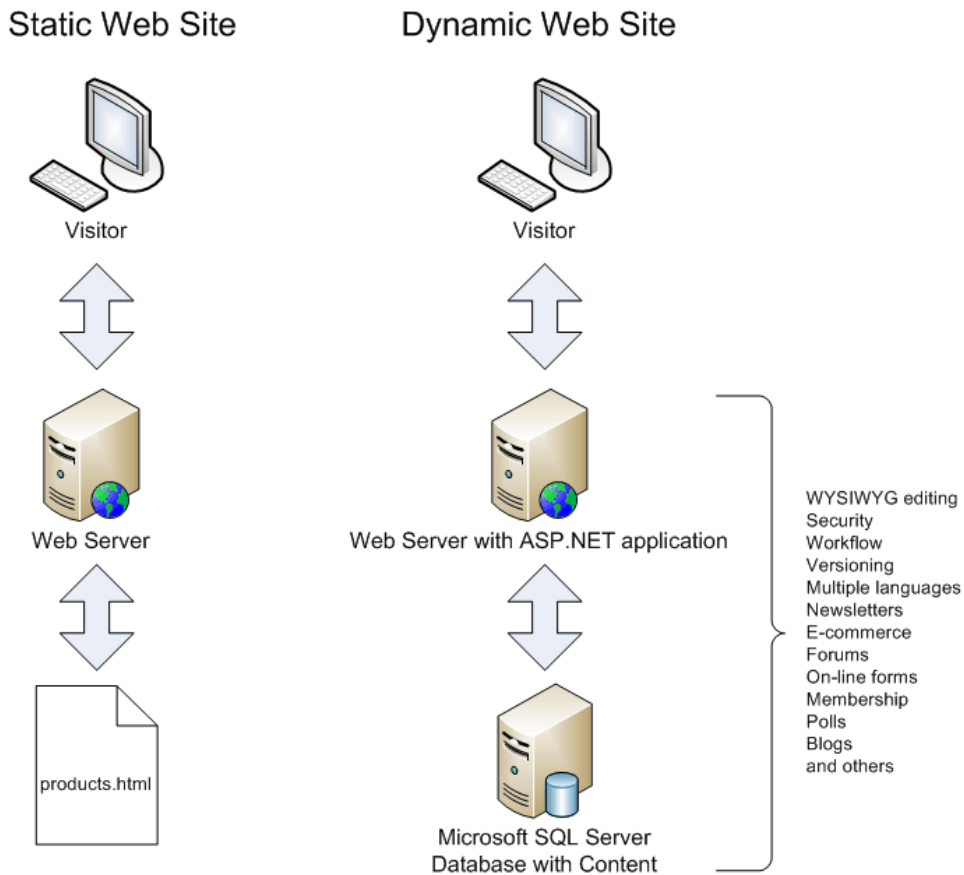 Static Web Site
Dynamic Web Site
Visitor
Visitor
Web Server
Web Server with ASP.NET application
products.html
Microsoft SQL Server
Database with Content
WYSIWYG editing
Security
Workflow
Versioning
Multiple languages
Newsletters
E-commerce
Forums
On-line forms
Membership
Polls
Blogs
and others